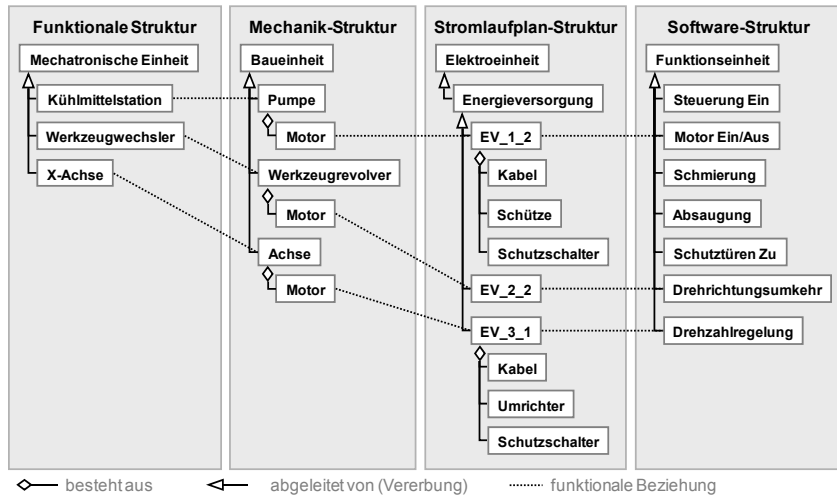 Funktionale Struktur
Mechatronische Einheit
Kühlmittelstation
Werkzeugwechsler
X-Achse
Mechanik-Struktur
Baueinheit
Pumpe
Motor
Werkzeugrevolver
Motor
Achse
Motor
Stromlaufplan-Struktur
Elektroeinheit
Energieversorgung
EV_1_2
Kabel
Schütze
Schutzschalter
EV_2_2
EV_3_1
Kabel
Umrichter
Schutzschalter
Software-Struktur
Funktionseinheit
Steuerung Ein
Motor Ein/Aus
Schmierung
Absaugung
Schutztüren Zu
Drehrichtungsumkehr
Drehzahlregelung
besteht aus
abgeleitet von (Vererbung)
funktionale Beziehung